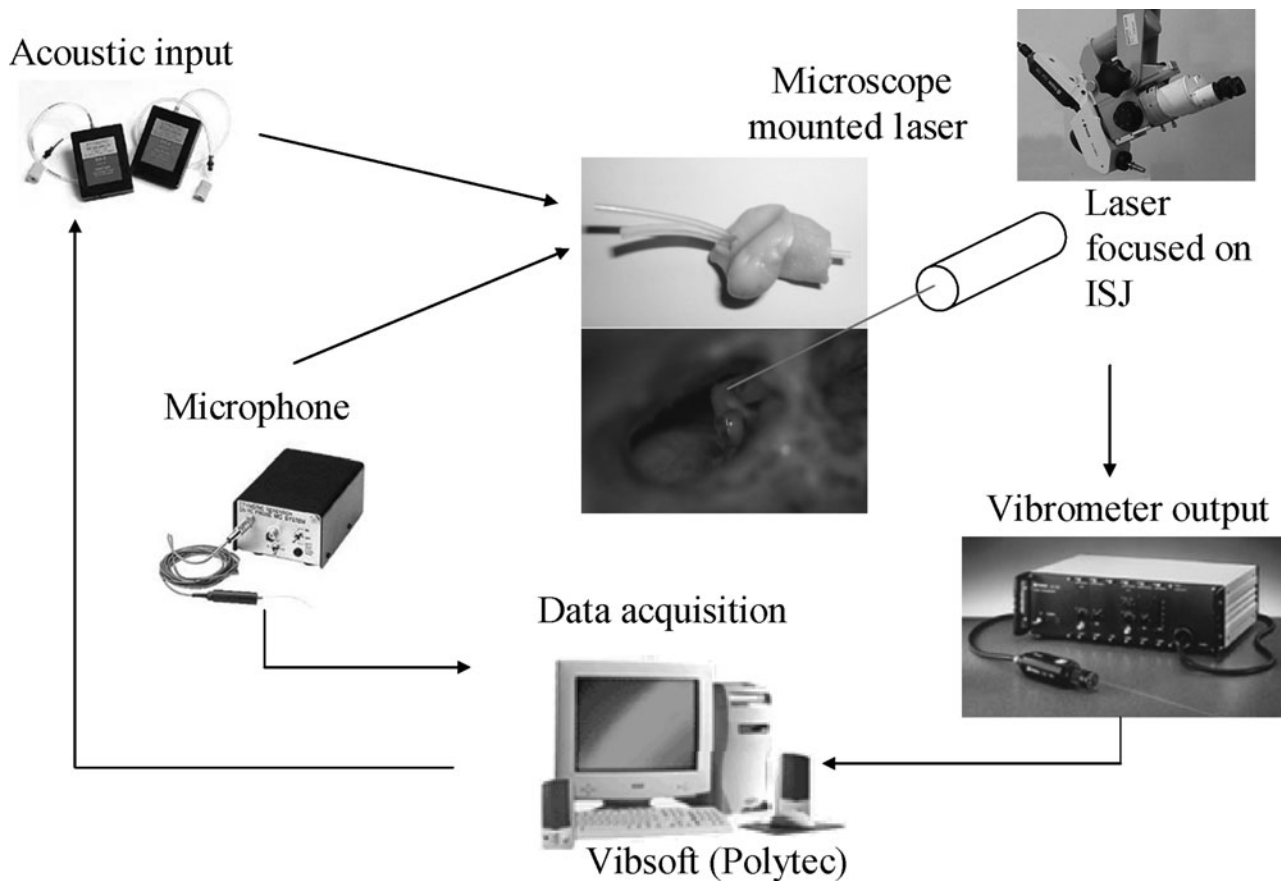 Acoustic input
Microscope
mounted laser
Laser
focused on
ISJ
Microphone
Vibrometer output
Data acquisition
Vibsoft (Polytec)